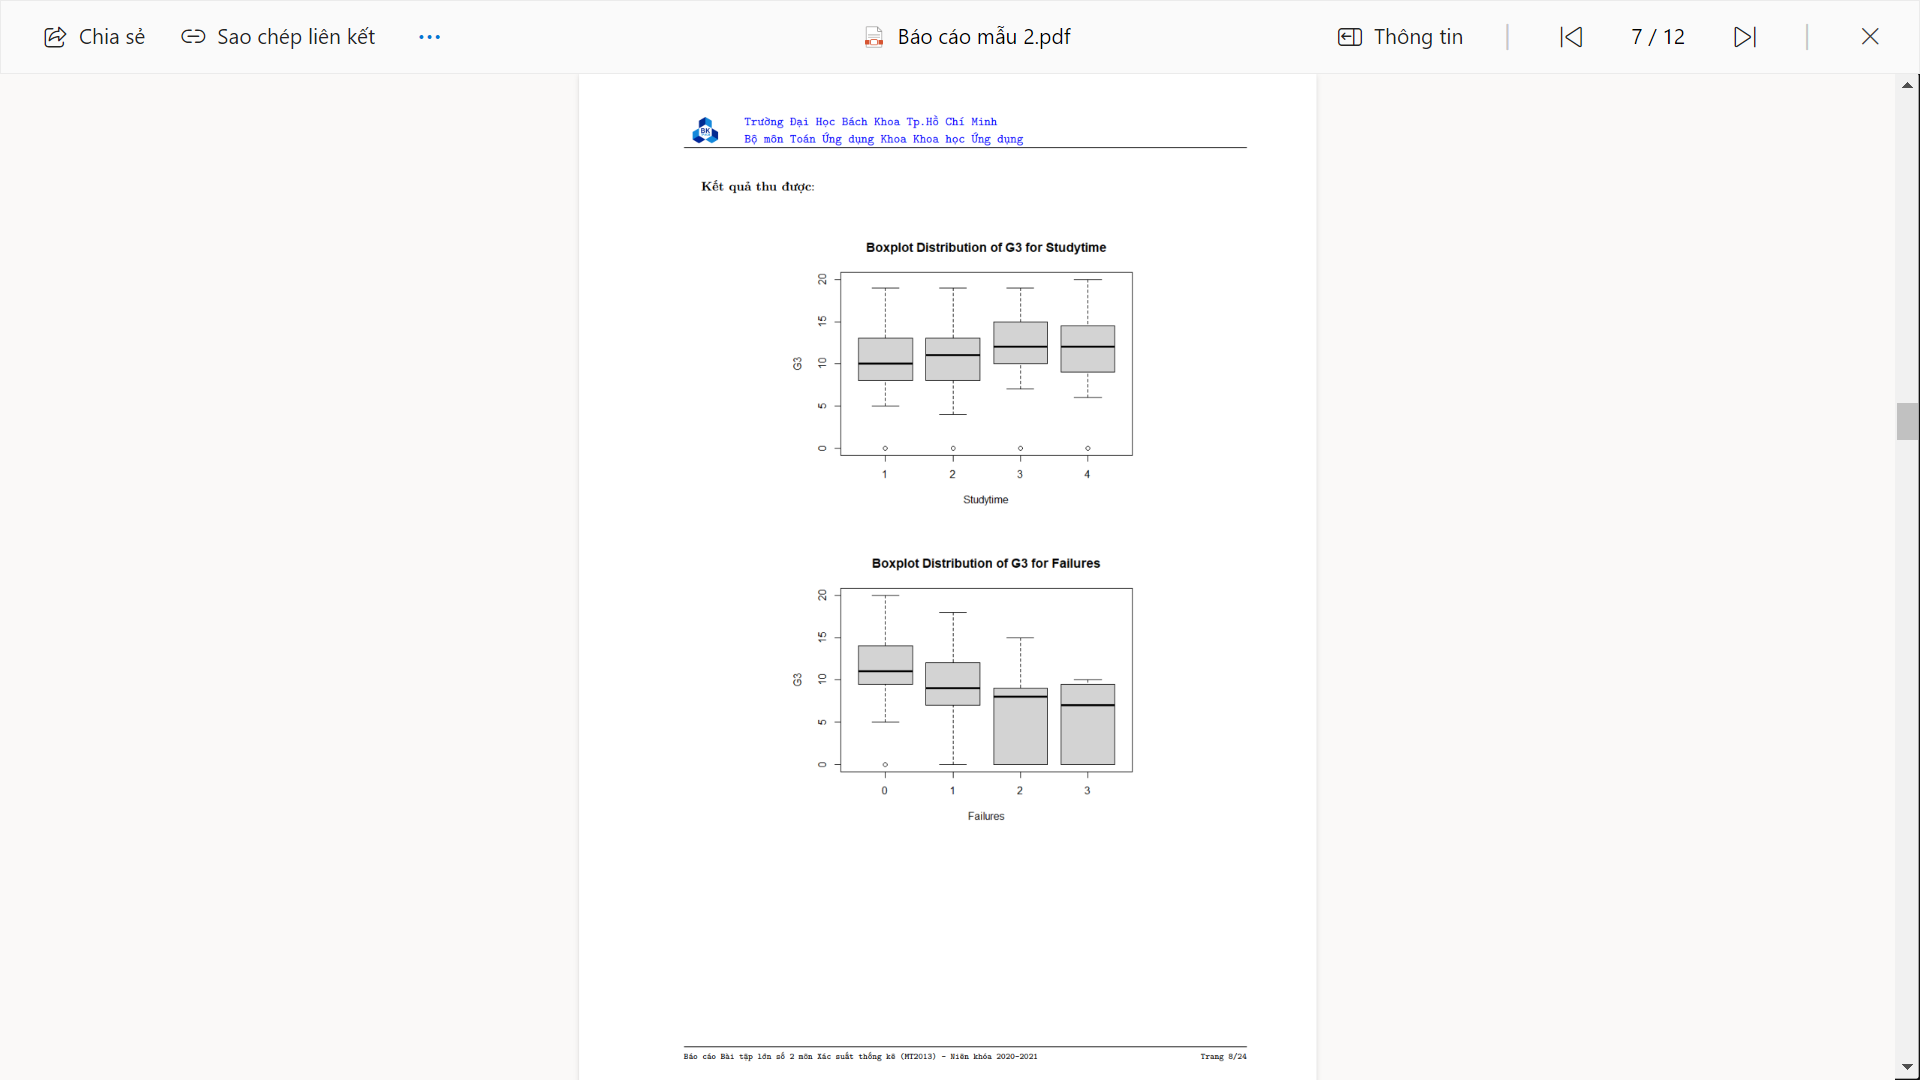 Chia sẻ Sao chép liên kết ... Báo cáo mẫu 2.pdf Thông tin 7 / 12
Trường Đại Học Bách Khoa Tp.Hồ Chí Minh
Bộ môn Toán Ứng dụng Khoa Khoa học Ứng dụng
BK
Kết quả thu được:
Boxplot Distribution of G3 for Studytime
20
15
10
5
0
G3
1 2 3 4
Studytime
Boxplot Distribution of G3 for Failures
20
15
10
5
0
G3
0 1 2 3
Failures
Báo cáo Bài tập lớn số 2 môn Xác suất thống kê (MT2013) - Niên khóa 2020-2021 Trang 8/24